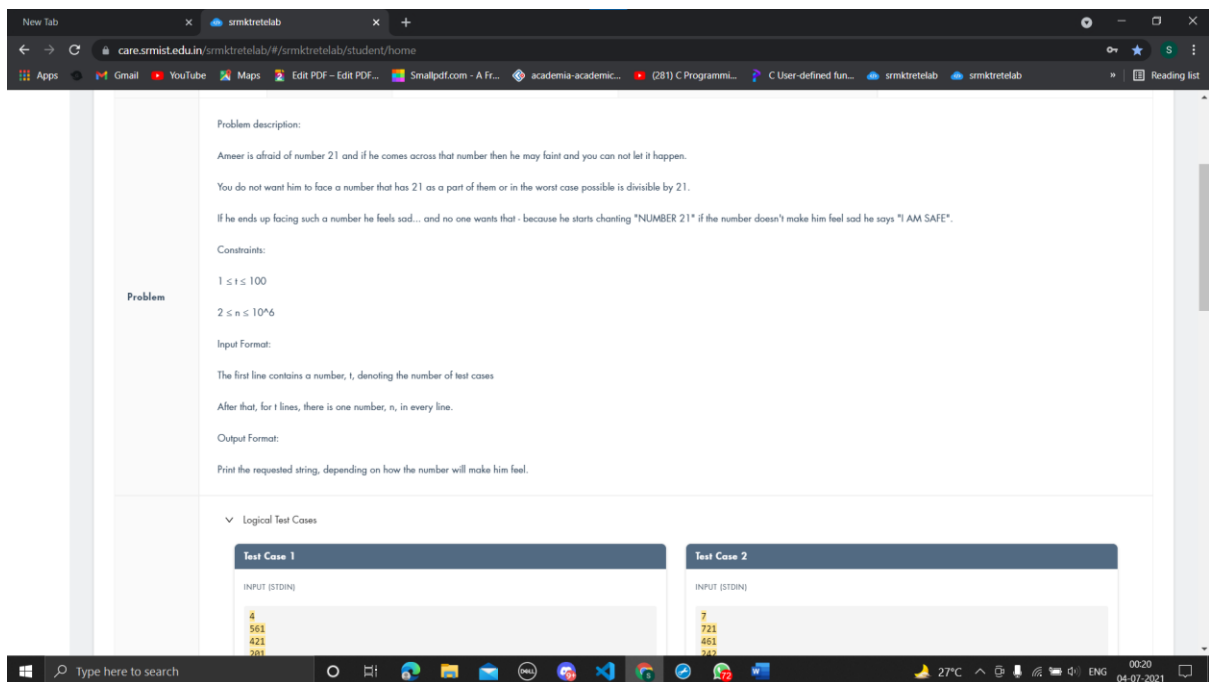 New Tab
srmktretelab
care.srmist.edu.in/srmktretelab/#/srmktretelab/student/home
S
Apps
Gmail
YouTube
Maps
Edit PDF – Edit PDF...
Smallpdf.com - A Fr...
academia-academic...
(281) C Programmi...
C User-defined fun...
srmktretelab
srmktretelab
»
Reading list
Problem description:
Ameer is afraid of number 21 and if he comes across that number then he may faint and you can not let it happen.
You do not want him to face a number that has 21 as a part of them or in the worst case possible is divisible by 21.
If he ends up facing such a number he feels sad... and no one wants that - because he starts chanting "NUMBER 21" if the number doesn't make him feel sad he says "I AM SAFE".
Constraints:
1 ≤ t ≤ 100
Problem
2 ≤ n ≤ 10^6
Input Format:
The first line contains a number, t, denoting the number of test cases
After that, for t lines, there is one number, n, in every line.
Output Format:
Print the requested string, depending on how the number will make him feel.
Logical Test Cases
Test Case 1
INPUT (STDIN)
4
561
421
201
Test Case 2
INPUT (STDIN)
7
721
461
242
Type here to search
DELL
72
27°C
ENG
00:20
04-07-2021